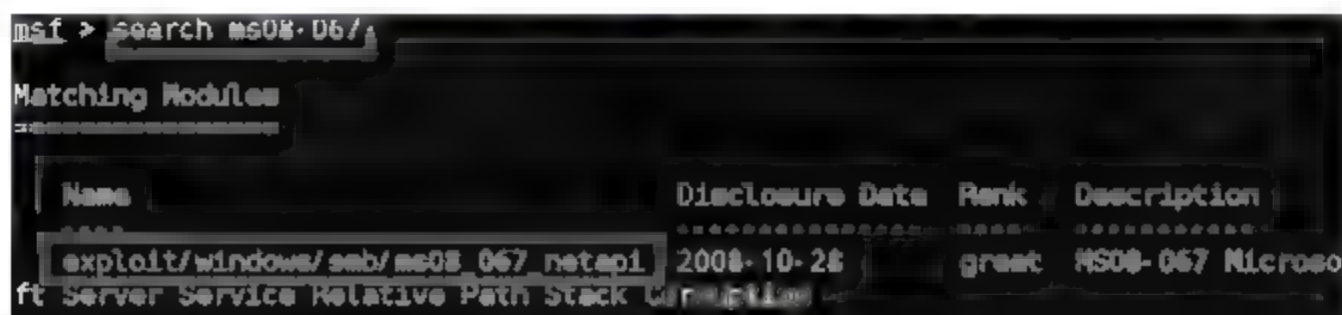 msf > search ms08-067
Matching Modules
================
Name Disclosure Date Rank Description
---- --------------- ---- -----------
exploit/windows/smb/ms08_067_netapi 2008-10-28 great MS08-067 Microso
ft Server Service Relative Path Stack Corruption